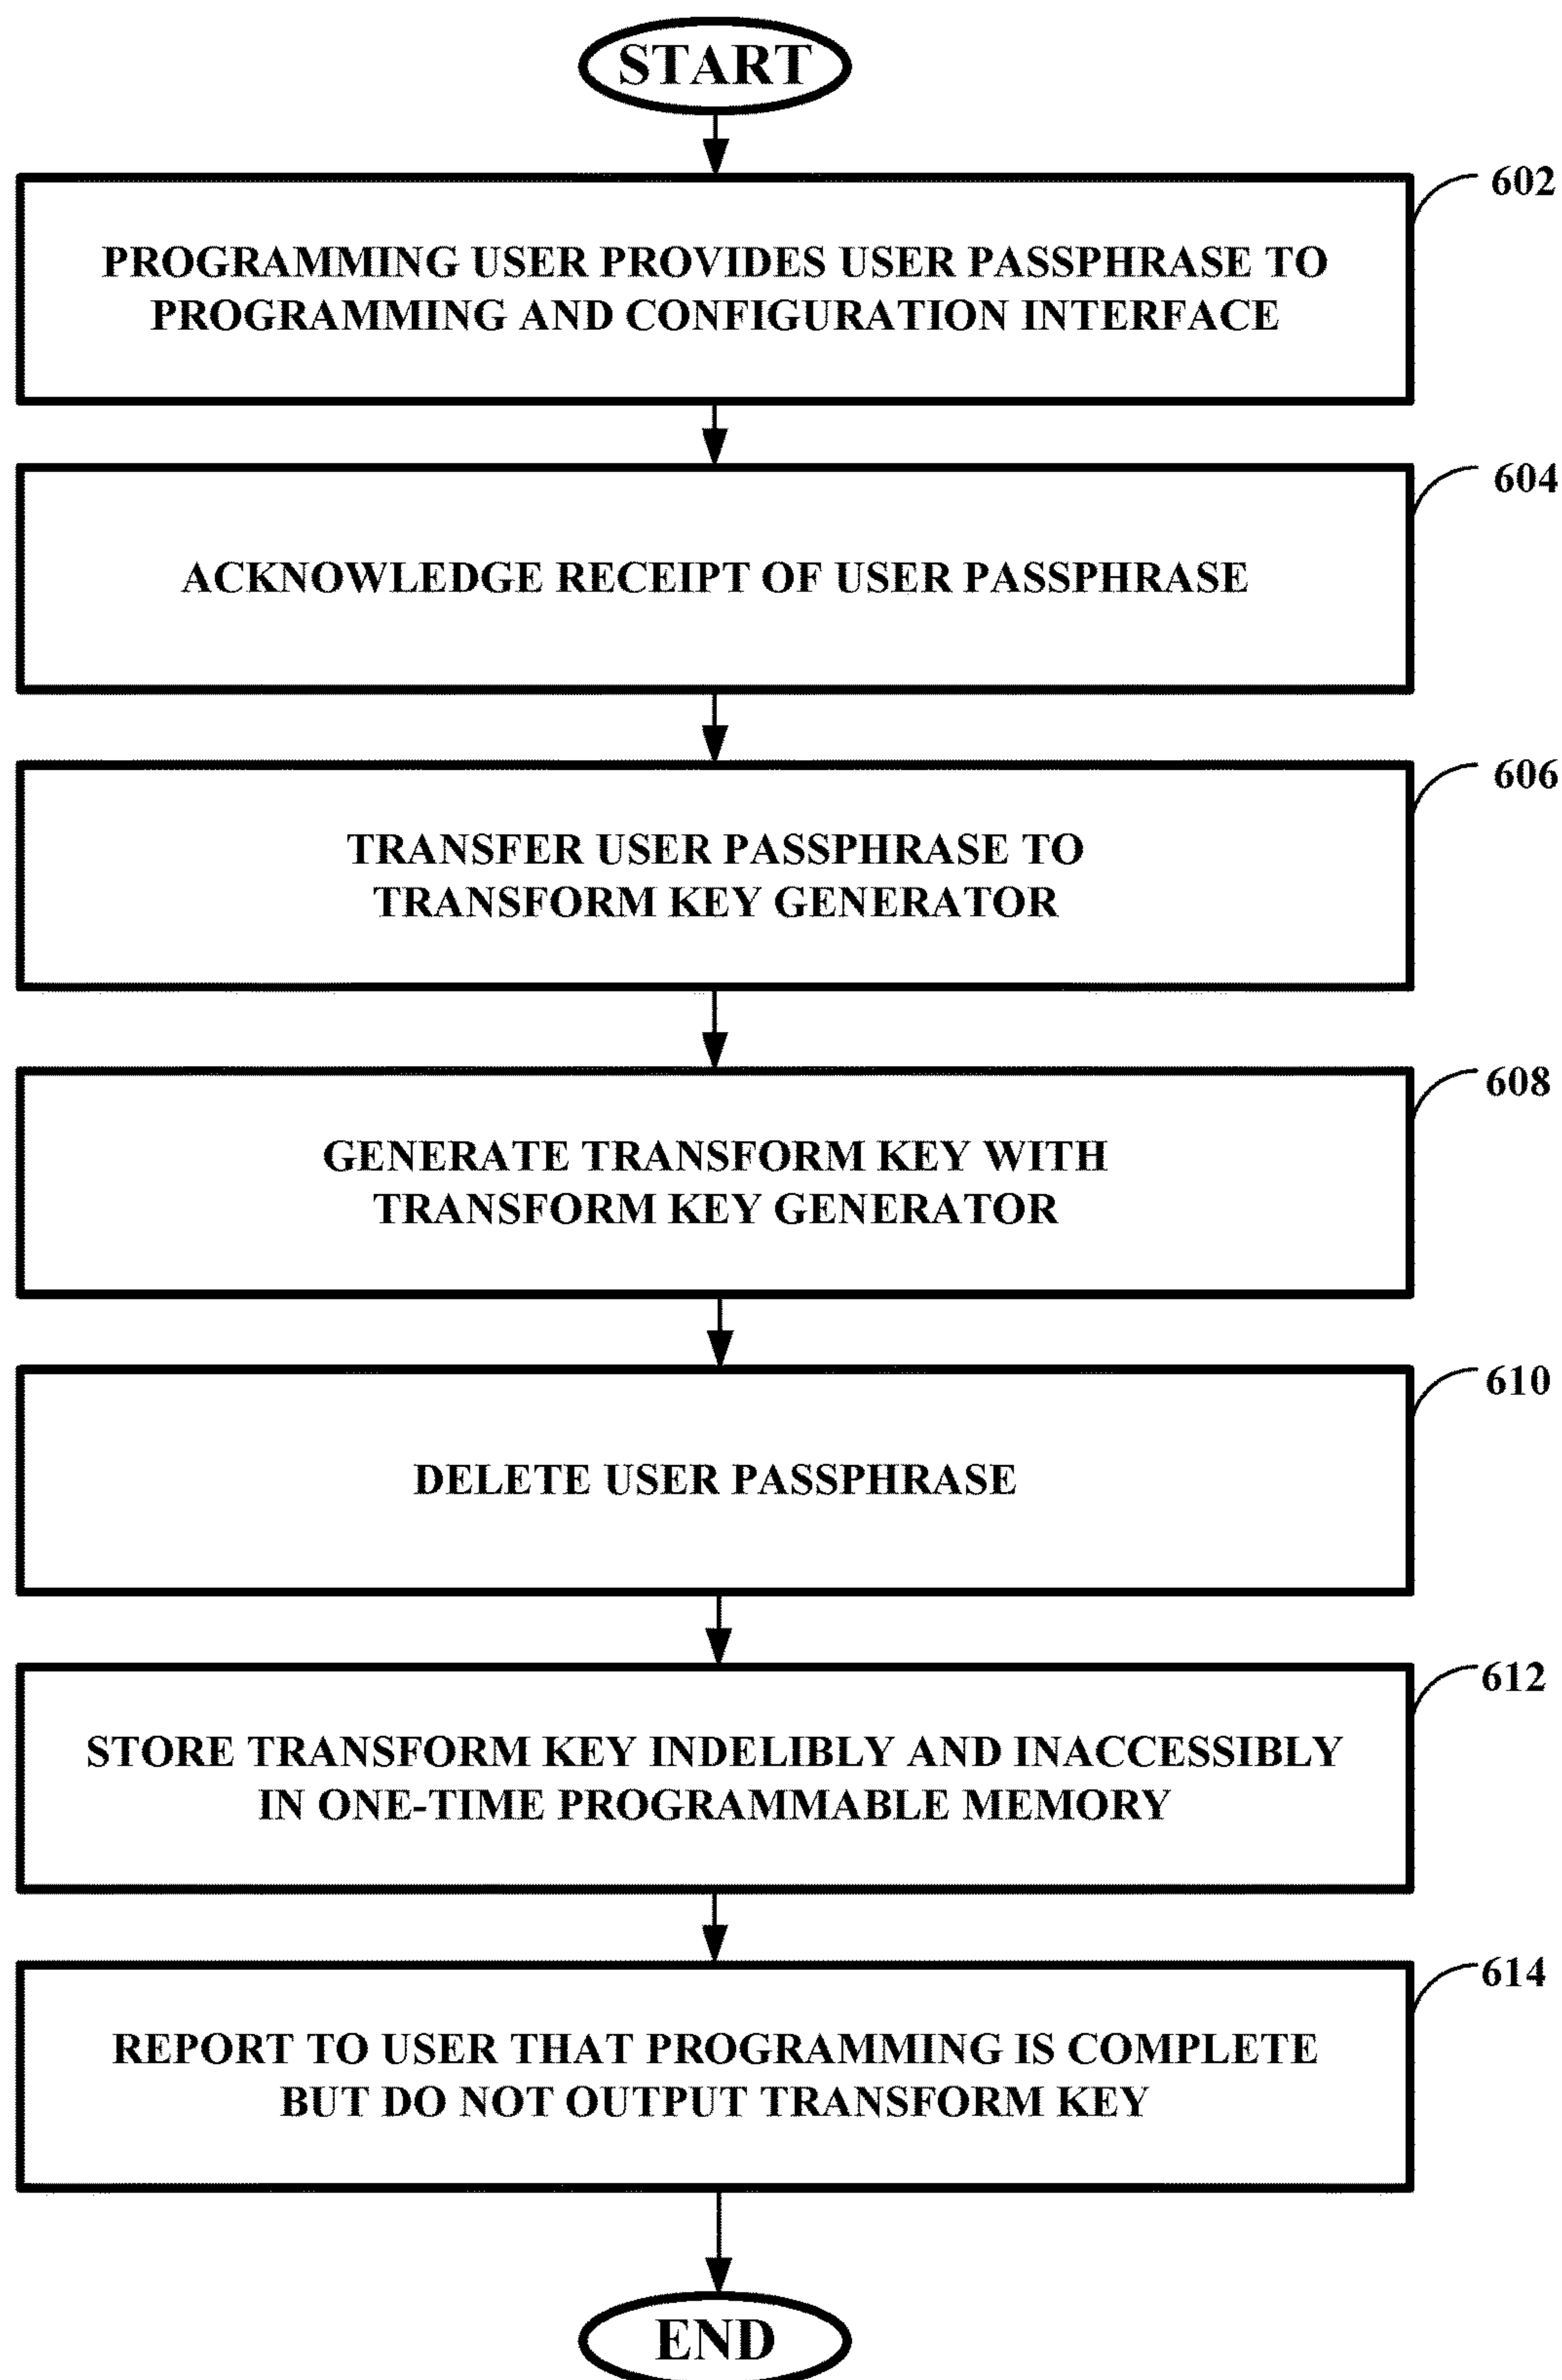 START
602
PROGRAMMING USER PROVIDES USER PASSPHRASE TO
PROGRAMMING AND CONFIGURATION INTERFACE
604
ACKNOWLEDGE RECEIPT OF USER PASSPHRASE
606
TRANSFER USER PASSPHRASE TO
TRANSFORM KEY GENERATOR
608
GENERATE TRANSFORM KEY WITH
TRANSFORM KEY GENERATOR
610
DELETE USER PASSPHRASE
612
STORE TRANSFORM KEY INDELIBLY AND INACCESSIBLY
IN ONE-TIME PROGRAMMABLE MEMORY
614
REPORT TO USER THAT PROGRAMMING IS COMPLETE
BUT DO NOT OUTPUT TRANSFORM KEY
END